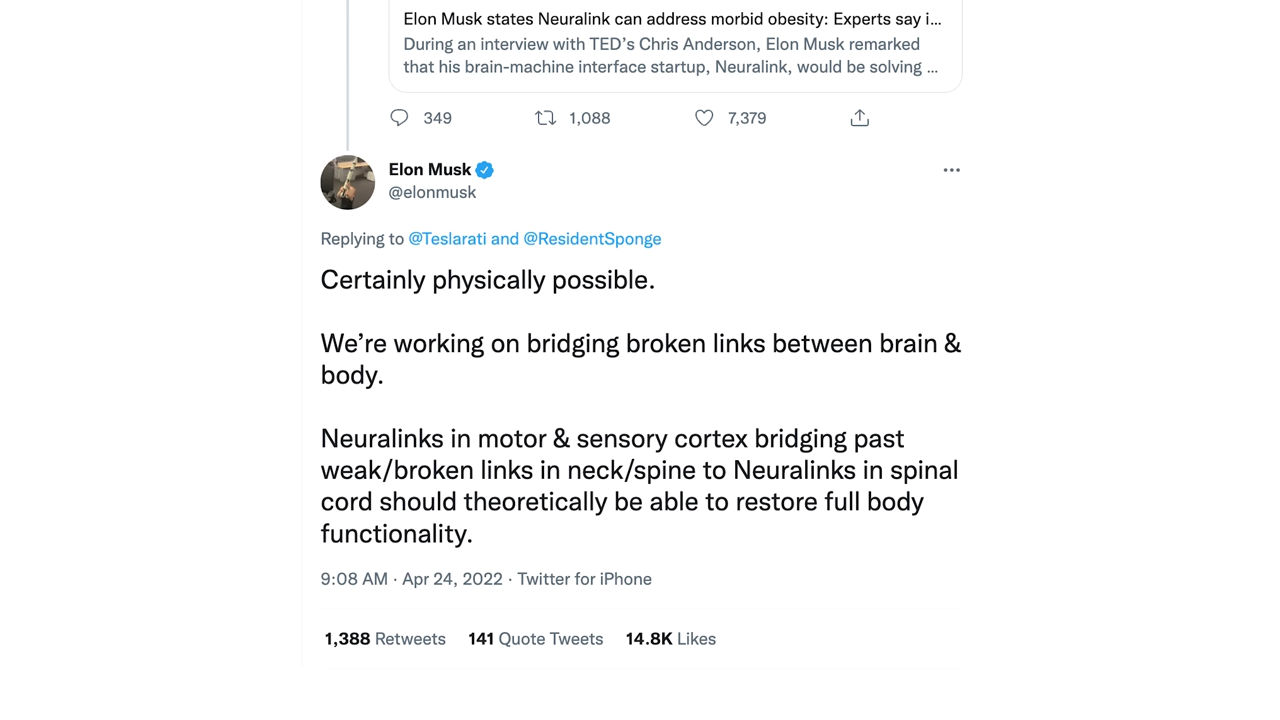 Elon Musk states Neuralink can address morbid obesity: Experts say i...
During an interview with TED's Chris Anderson, Elon Musk remarked
that his brain-machine interface startup, Neuralink, would be solving ...
349 1,088 7,379
Elon Musk
@elonmusk
Replying to @Teslarati and @ResidentSponge
Certainly physically possible.
We’re working on bridging broken links between brain &
body.
Neuralinks in motor & sensory cortex bridging past
weak/broken links in neck/spine to Neuralinks in spinal
cord should theoretically be able to restore full body
functionality.
9:08 AM · Apr 24, 2022 · Twitter for iPhone
1,388 Retweets 141 Quote Tweets 14.8K Likes